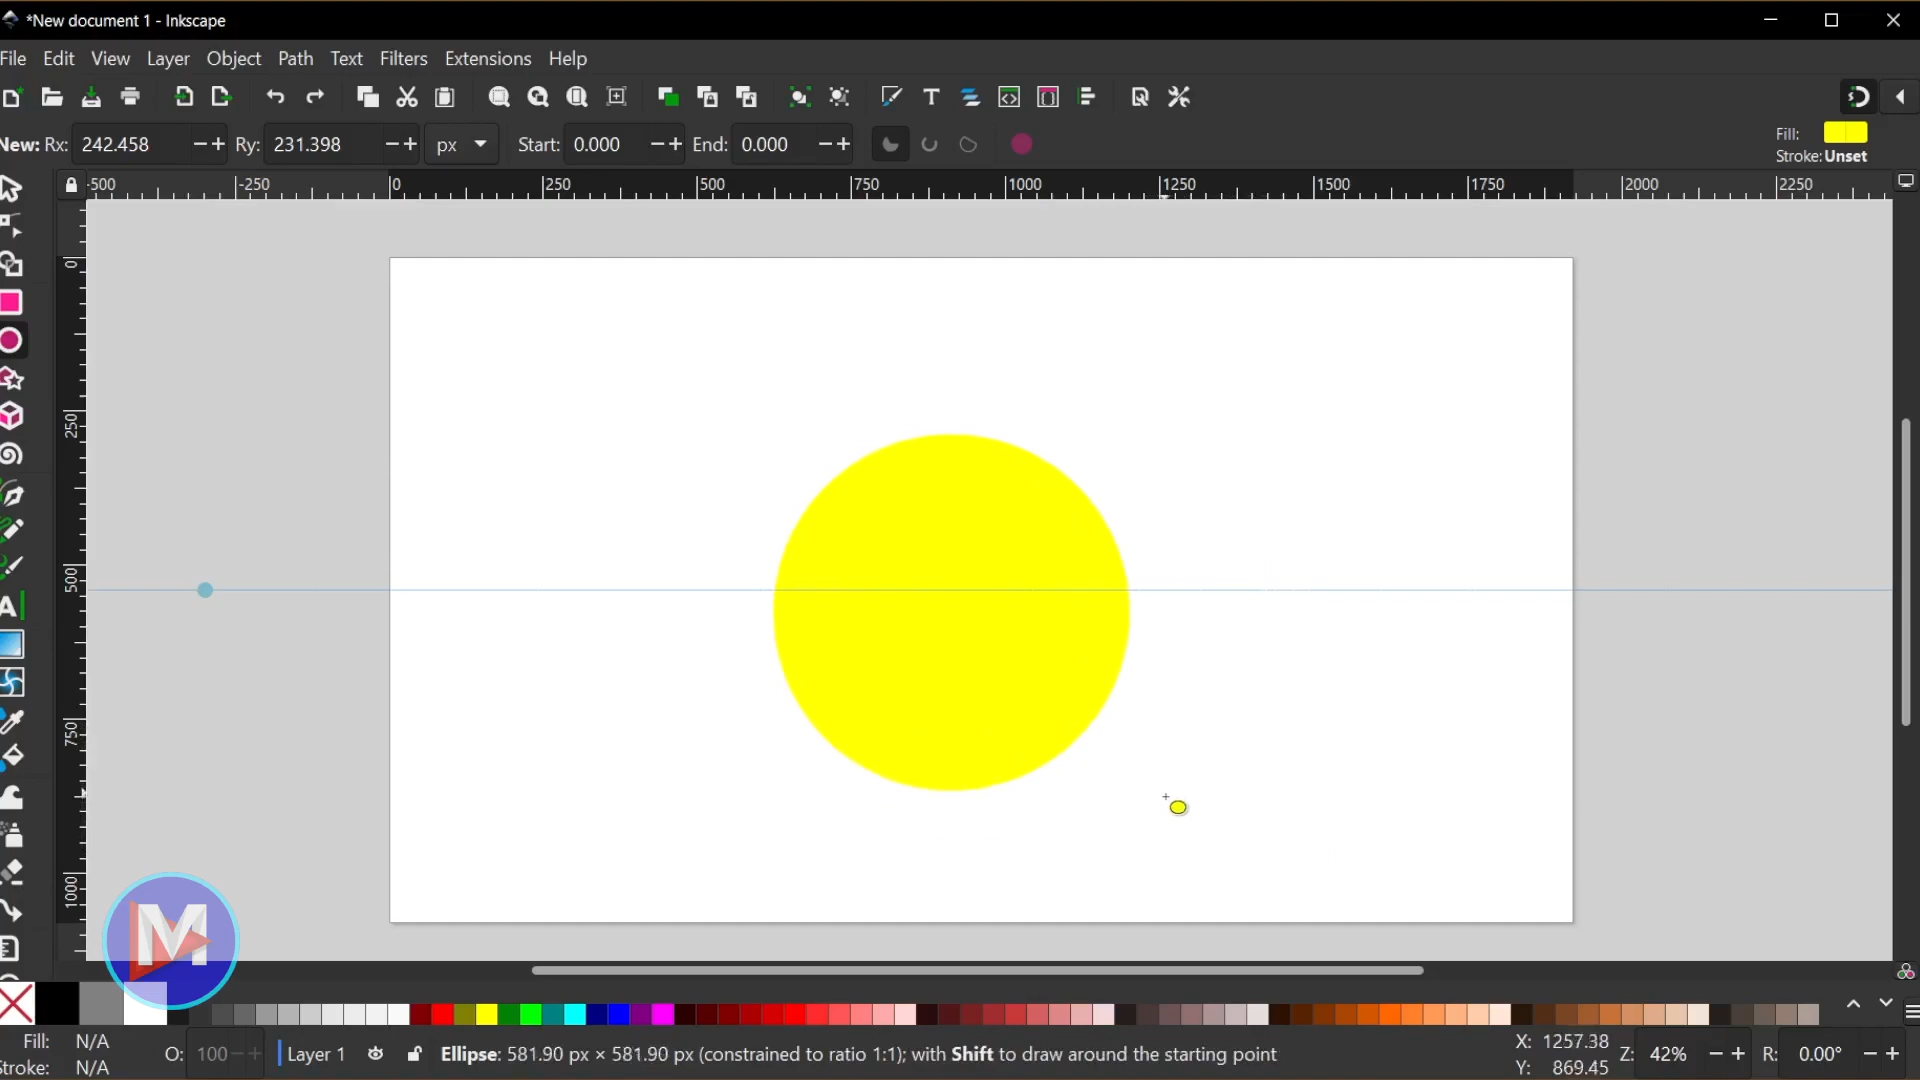 *New document 1 - Inkscape
File Edit View Layer Object Path Text Filters Extensions Help
New: Rx: 242.458 Ry: 231.398 px Start: 0.000 End: 0.000
Fill:
Stroke: Unset
-500 -250 0 250 500 750 1000 1250 1500 1750 2000 2250
0
250
500
750
1000
M
Fill: N/A
Stroke: N/A
O: 100
Layer 1
Ellipse: 581.90 px × 581.90 px (constrained to ratio 1:1); with Shift to draw around the starting point
X: 1257.38
Y: 869.45
Z: 42%
R: 0.00°